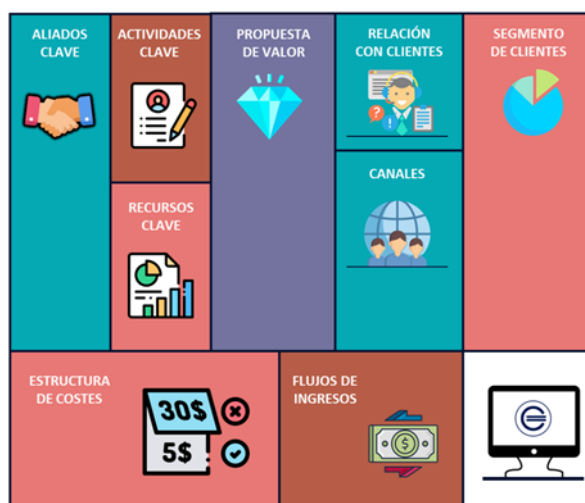 ALIADOS
CLAVE
ACTIVIDADES
CLAVE
PROPUESTA
DE VALOR
RELACIÓN
CON CLIENTES
SEGMENTO
DE CLIENTES
RECURSOS
CLAVE
CANALES
ESTRUCTURA
DE COSTES
30$
5$
FLUJOS DE
INGRESOS